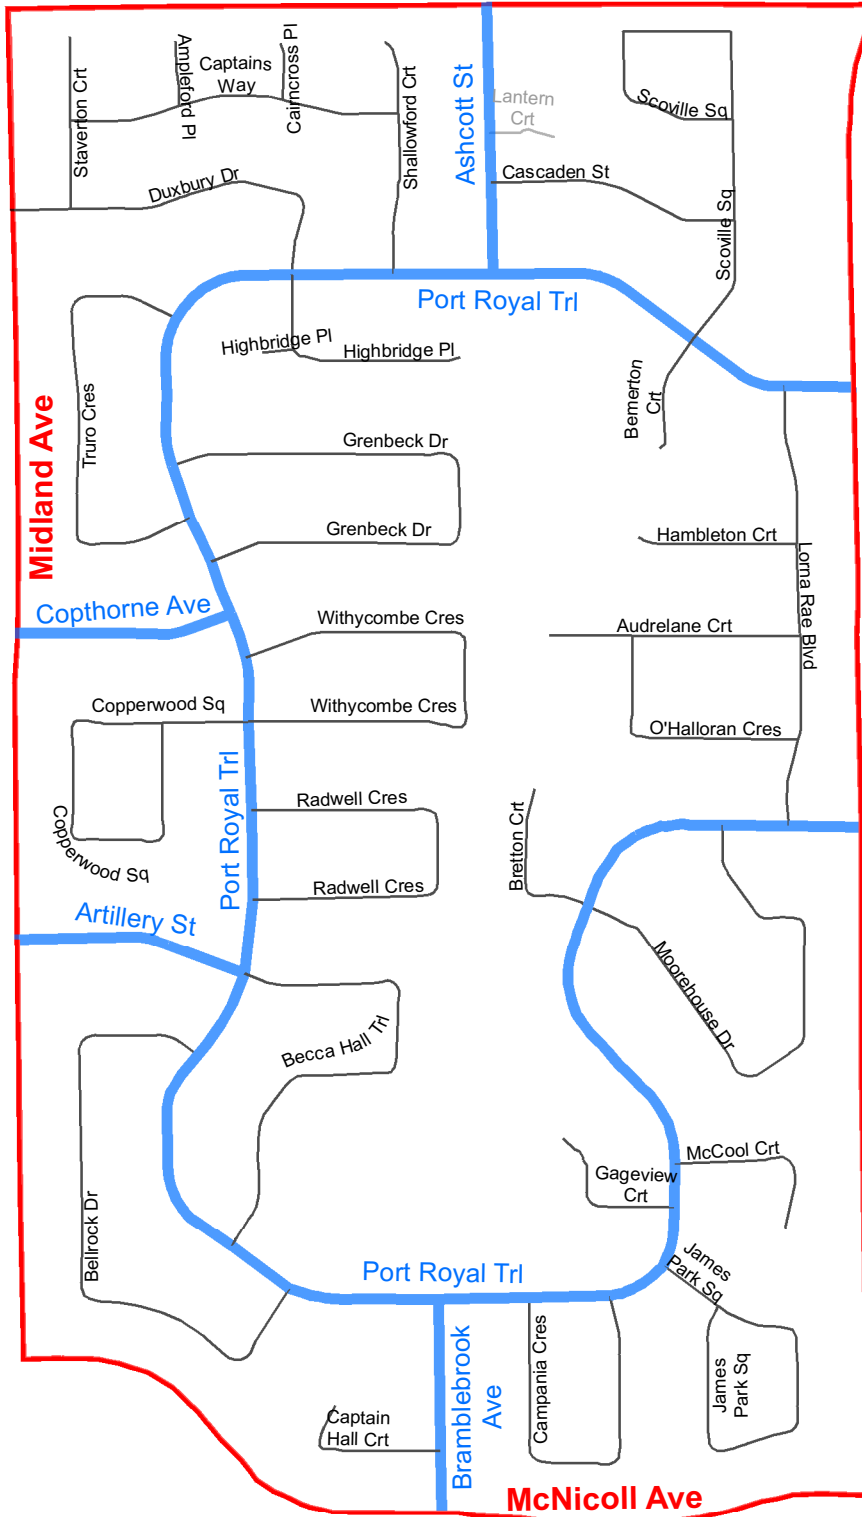 Staverton Crt
Ampleford Pl
Captains
Way
Cairncross Pl
Shallowford Crt
Ashcott St
Lantern
Crt
Scoville Sq
Cascaden St
Duxbury Dr
Scoville Sq
Port Royal Trl
Highbridge Pl
Highbridge Pl
Bemerton
Crt
Truro Cres
Midland Ave
Grenbeck Dr
Grenbeck Dr
Hambleton Crt
Lorna Rae Blvd
Copthorne Ave
Withycombe Cres
Audrelane Crt
Copperwood Sq
Withycombe Cres
O'Halloran Cres
Port Royal Trl
Radwell Cres
Copperwood Sq
Bretton Crt
Radwell Cres
Artillery St
Moorehouse Dr
Becca Hall Trl
McCool Crt
Gageview
Crt
Bellrock Dr
James
Park Sq
Port Royal Trl
Bramblebrook
Ave
Campania Cres
James
Park Sq
Captain
Hall Crt
McNicoll Ave